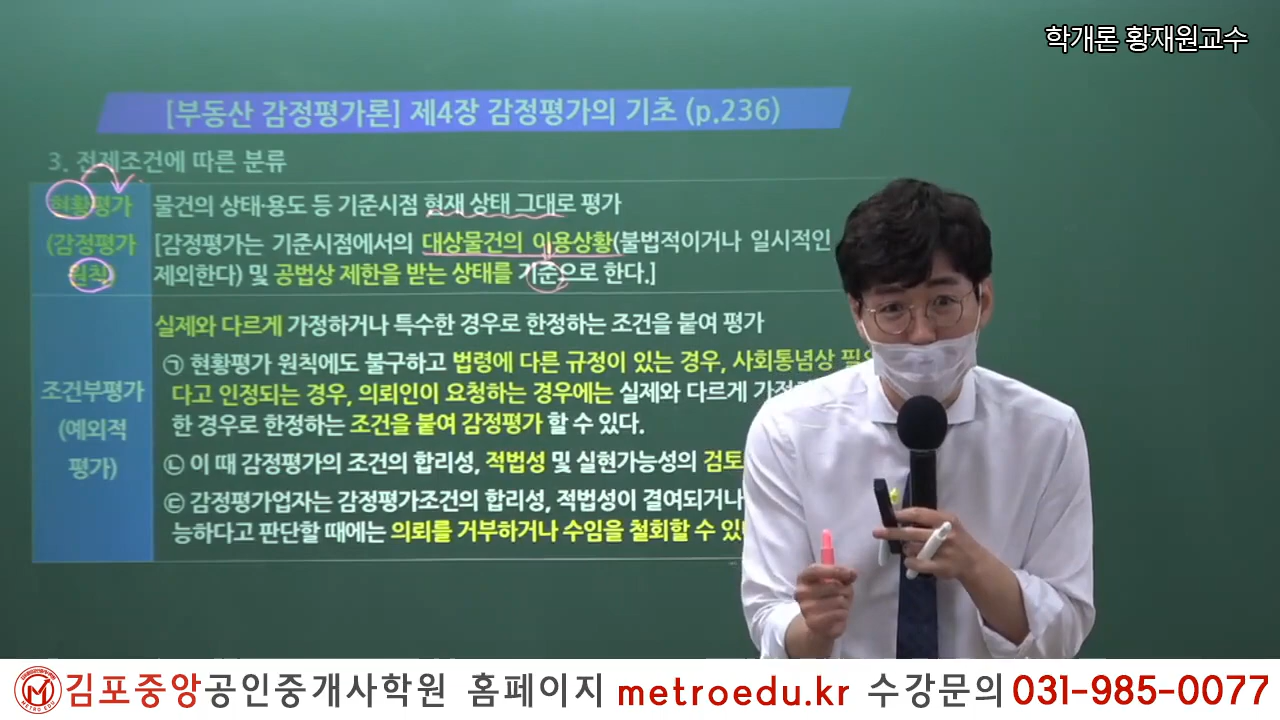 학개론 황재원교수
[부동산 감정평가론] 제4장 감정평가의 기초 (p.236)
3. 전제조건에 따른 분류
현황평가
(감정평가
원칙)
물건의 상태·용도 등 기준시점 현재 상태 그대로 평가
[감정평가는 기준시점에서의 대상물건의 이용상황(불법적이거나 일시적인
제외한다) 및 공법상 제한을 받는 상태를 기준으로 한다.]
조건부평가
(예외적
평가)
실제와 다르게 가정하거나 특수한 경우로 한정하는 조건을 붙여 평가
㉠ 현황평가 원칙에도 불구하고 법령에 다른 규정이 있는 경우, 사회통념상
다고 인정되는 경우, 의뢰인이 요청하는 경우에는 실제와 다르게
한 경우로 한정하는 조건을 붙여 감정평가 할 수 있다.
㉡ 이 때 감정평가의 조건의 합리성, 적법성 및 실현가능성의 검토
㉢ 감정평가업자는 감정평가조건의 합리성, 적법성이 결여되거나
능하다고 판단할 때에는 의뢰를 거부하거나 수임을 철회할 수
METRO EDU
김포중앙공인중개사학원 홈페이지 metroedu.kr 수강문의 031-985-0077